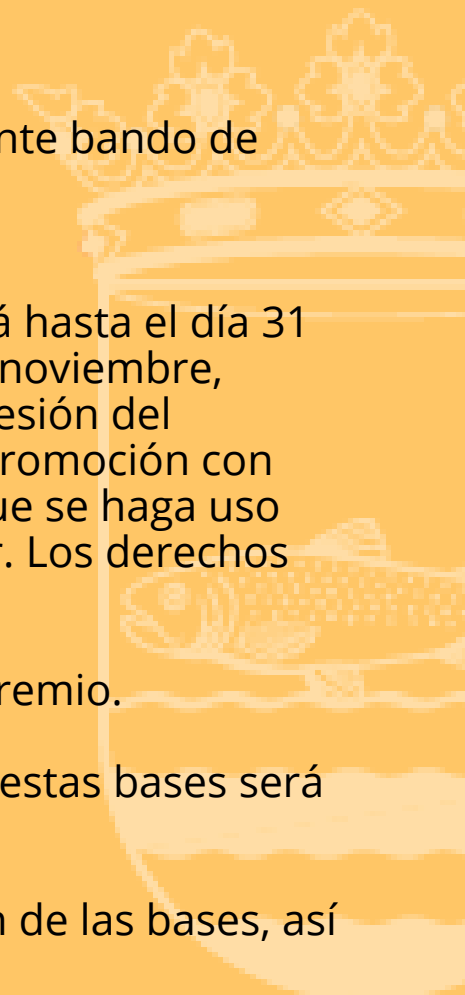 nte bando de
á hasta el día 31
noviembre,
esión del
romoción con
ue se haga uso
r. Los derechos
remio.
estas bases será
n de las bases, así